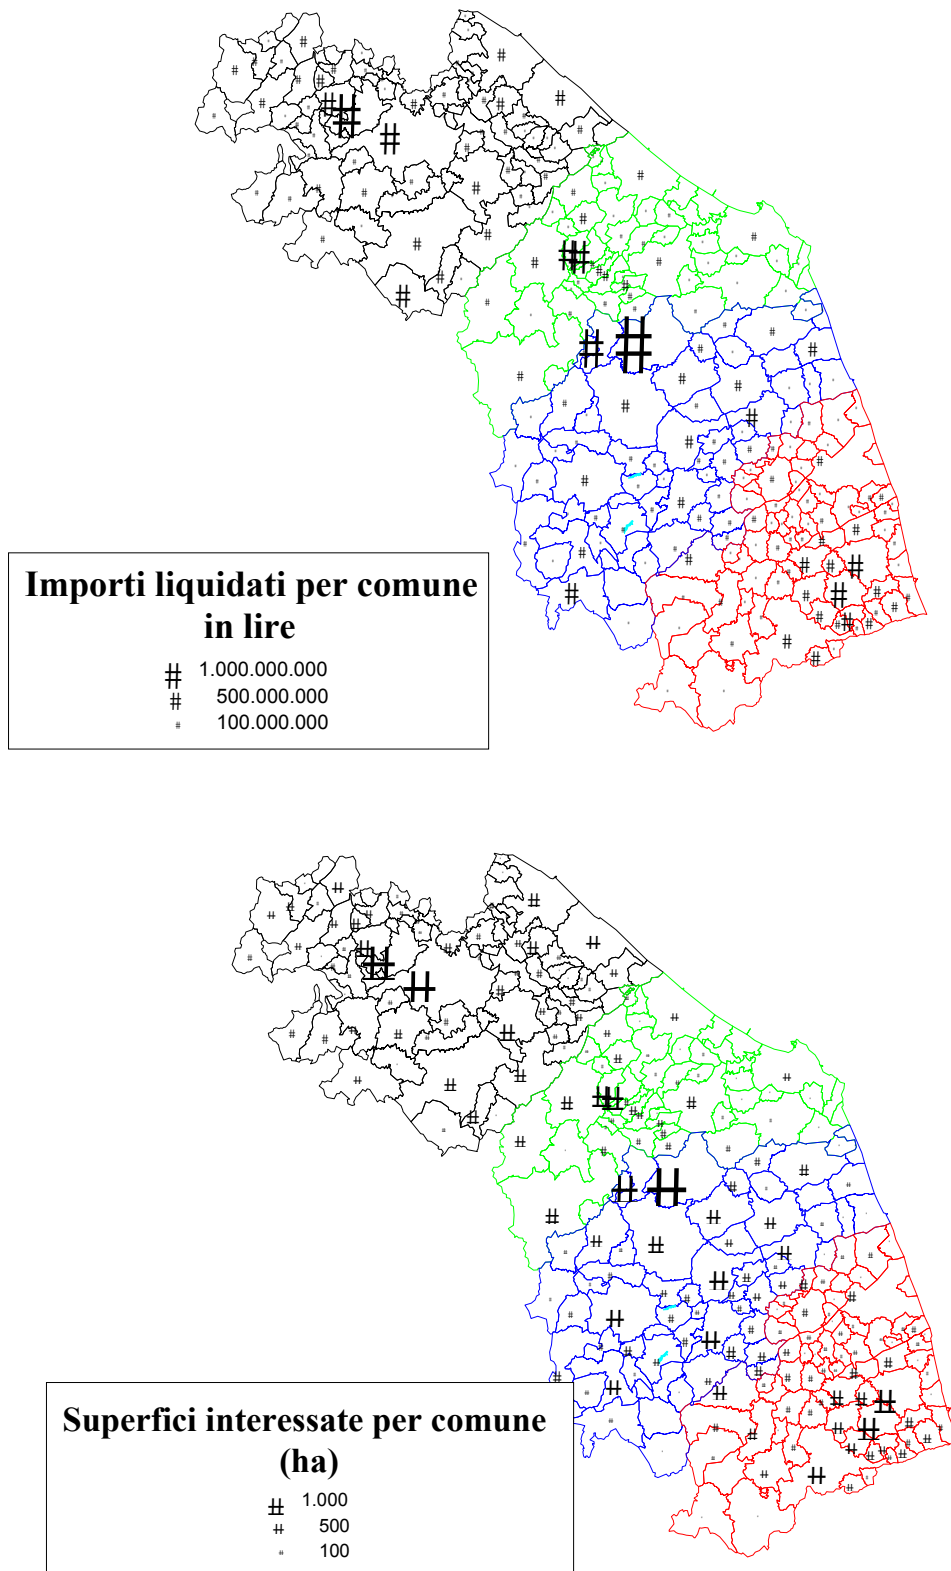 Importi liquidati per comune
in lire
# 1.000.000.000
# 500.000.000
# 100.000.000
Superfici interessate per comune
(ha)
# 1.000
# 500
# 100